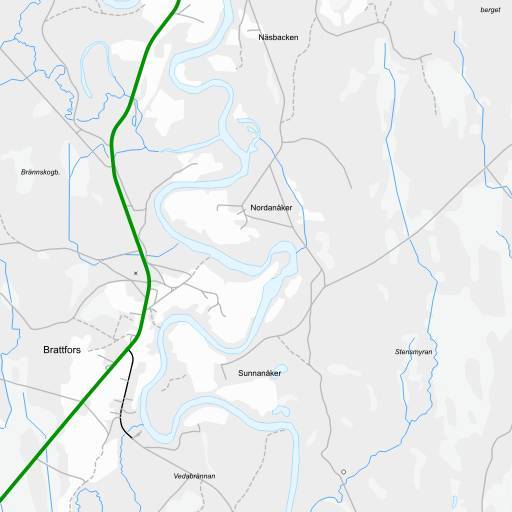 berget
Näsbacken
Brännskogb.
Nordanåker
Brattfors
Stensmyran
Sunnanåker
Vedabrännan